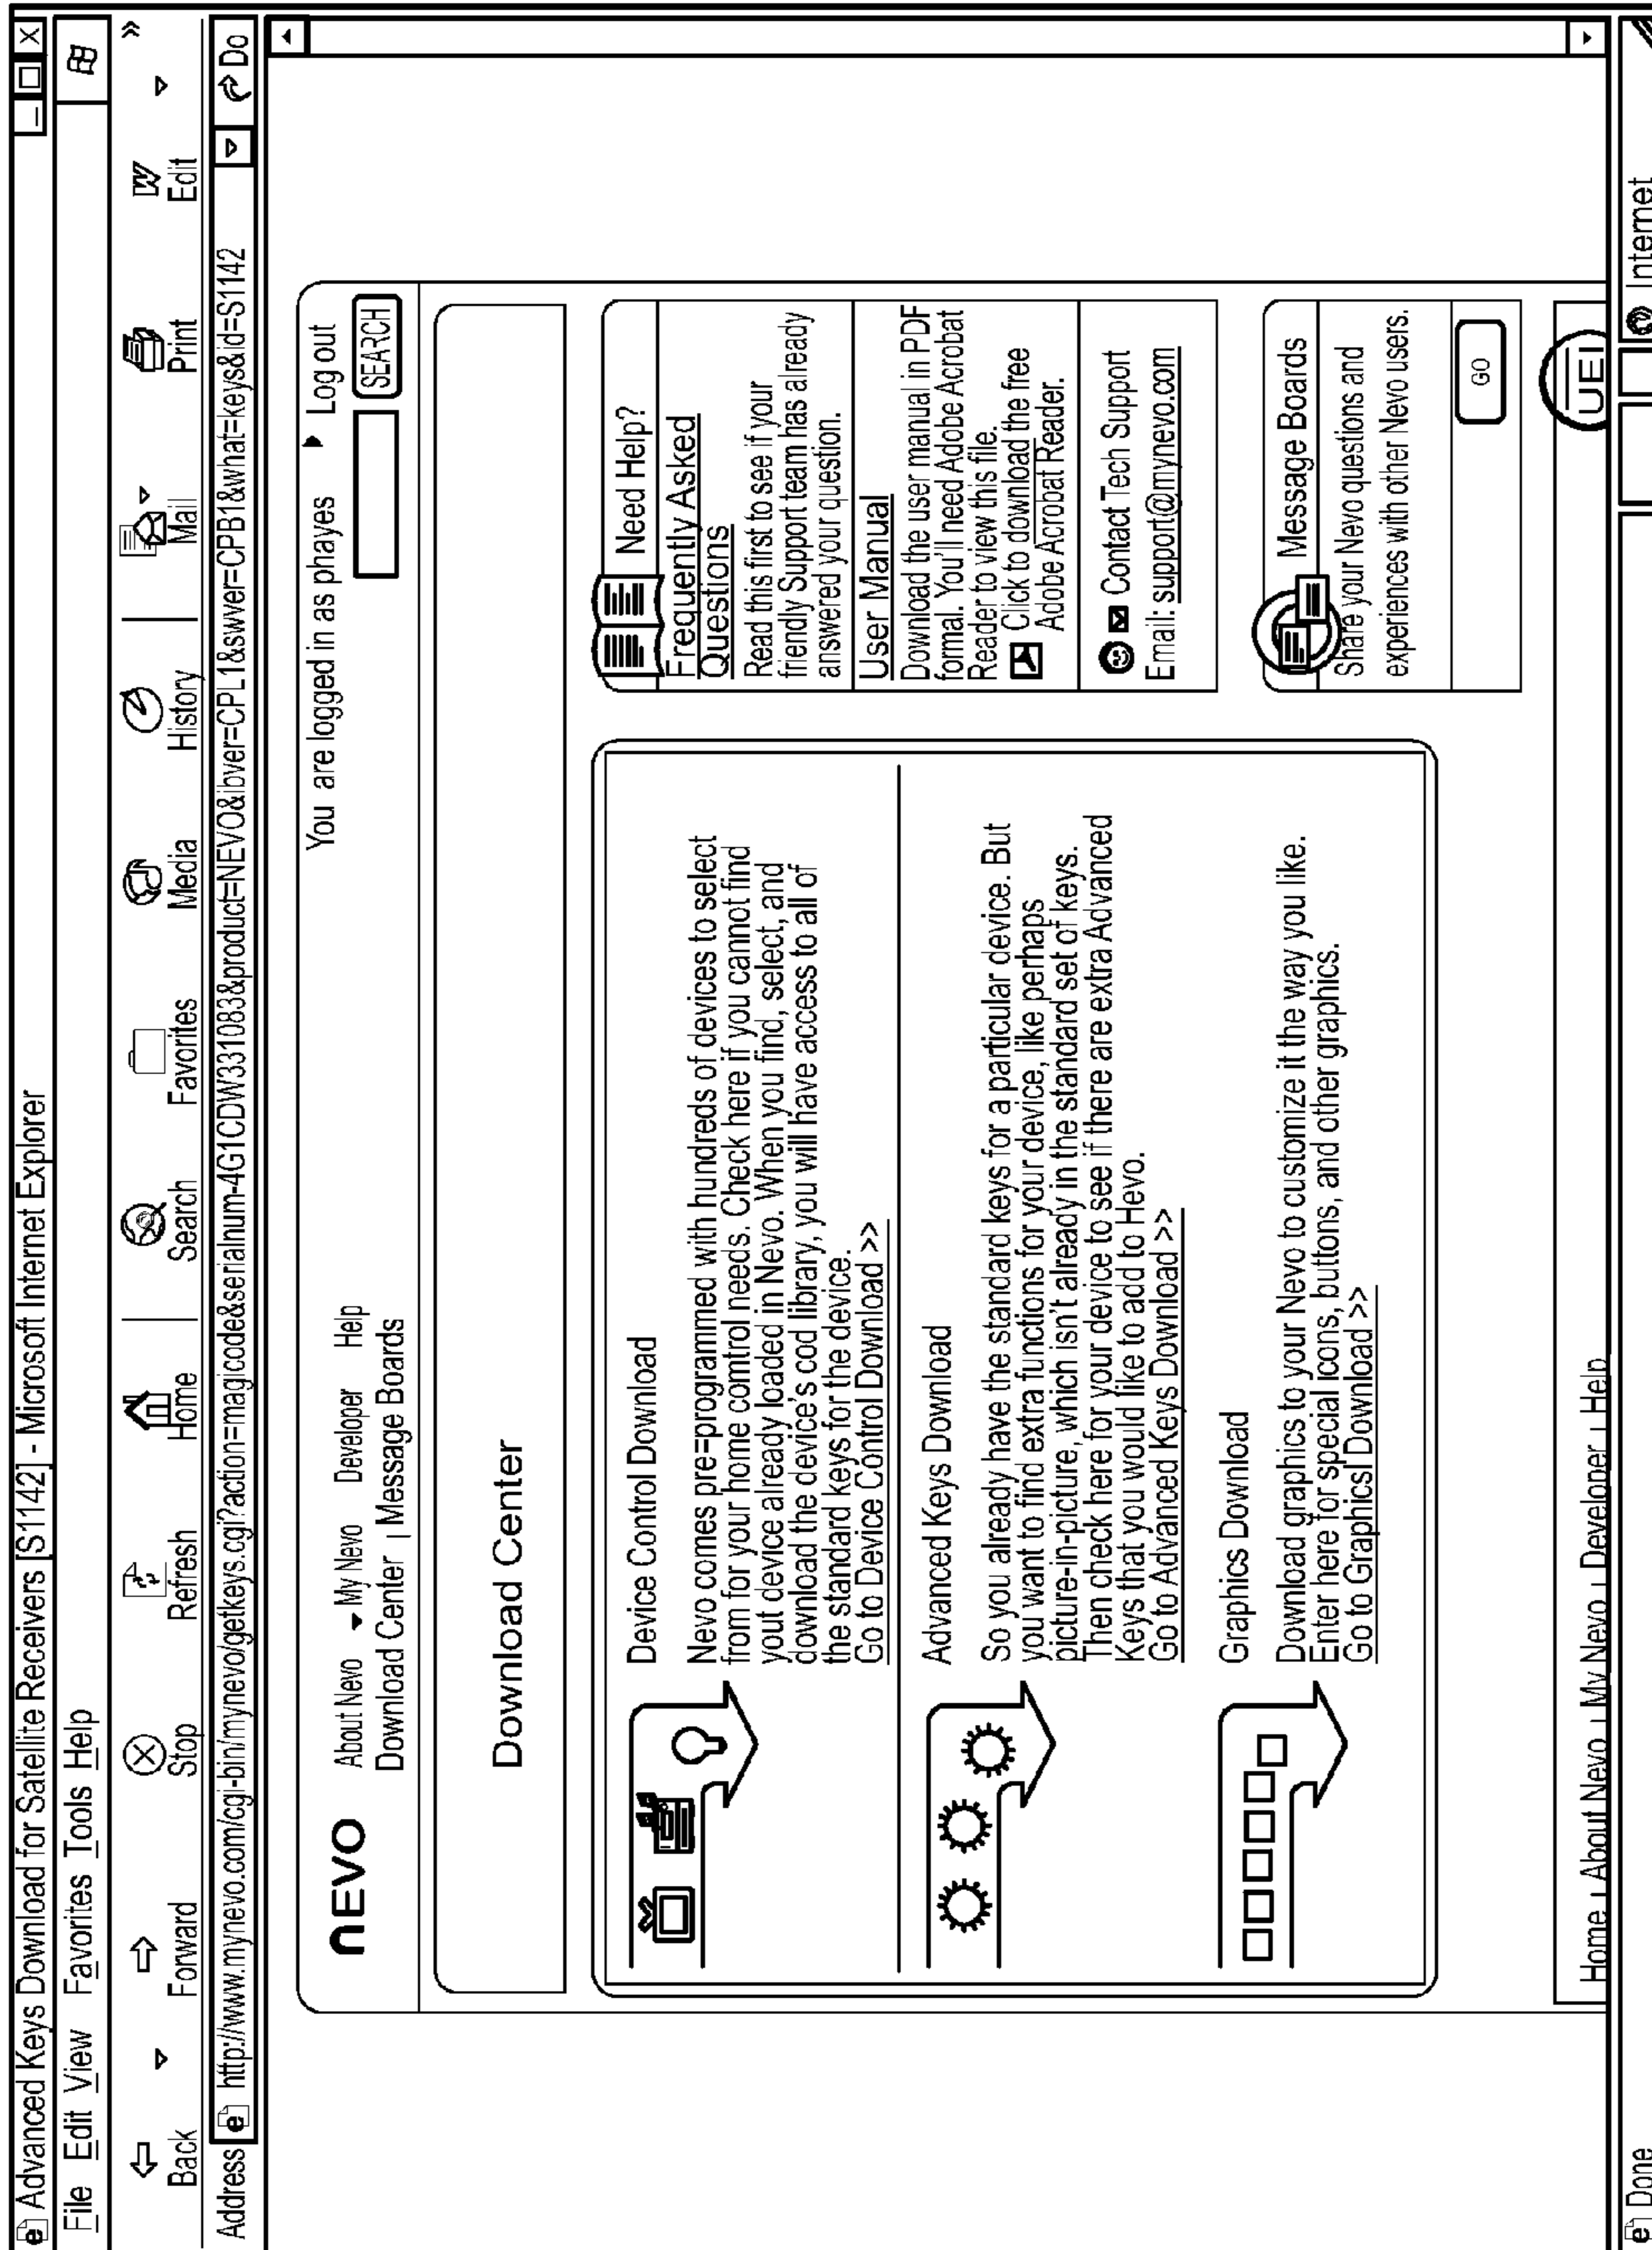 Advanced Keys Download for Satellite Receivers [S1142] - Microsoft Internet Explorer
File Edit View Favorites Tools Help
Back Forward Stop Refresh Home Search Favorites Media History Mail Print Edit »
Address http://www.mynevo.com/cgi-bin/mynevo/getkeys.cgi?action=magicode&serialnum-4G1CDW331083&product=NEVO&ibver=CPL1&swver=CPB1&what=keys&id=S1142 Do
You are logged in as phayes Log out
nEVO About Nevo My Nevo Developer Help
Download Center | Message Boards
SEARCH
Download Center
Device Control Download
Nevo comes pre=programmed with hundreds of devices to select
from for your home control needs. Check here if you cannot find
yout device already loaded in Nevo. When you find, select, and
download the device's cod library, you will have access to all of
the standard keys for the device.
Go to Device Control Download >>
Advanced Keys Download
So you already have the standard keys for a particular device. But
you want to find extra functions for your device, like perhaps
picture-in-picture, which isn't already in the standard set of keys.
Then check here for your device to see if there are extra Advanced
Keys that you would like to add to Hevo.
Go to Advanced Keys Download >>
Graphics Download
Download graphics to your Nevo to customize it the way you like.
Enter here for special icons, buttons, and other graphics.
Go to Graphicsl Download >>
Need Help?
Frequently Asked
Questions
Read this first to see if your
friendly Support team has already
answered your question.
User Manual
Download the user manual in PDF
formal. You'll need Adobe Acrobat
Reader to view this file.
Click to download the free
Adobe Acrobat Reader.
Contact Tech Support
Email: support@mynevo.com
Message Boards
Share your Nevo questions and
experiences with other Nevo users.
GO
Home | About Nevo | My Nevo | Developer | Help
UEI
Done
Internet